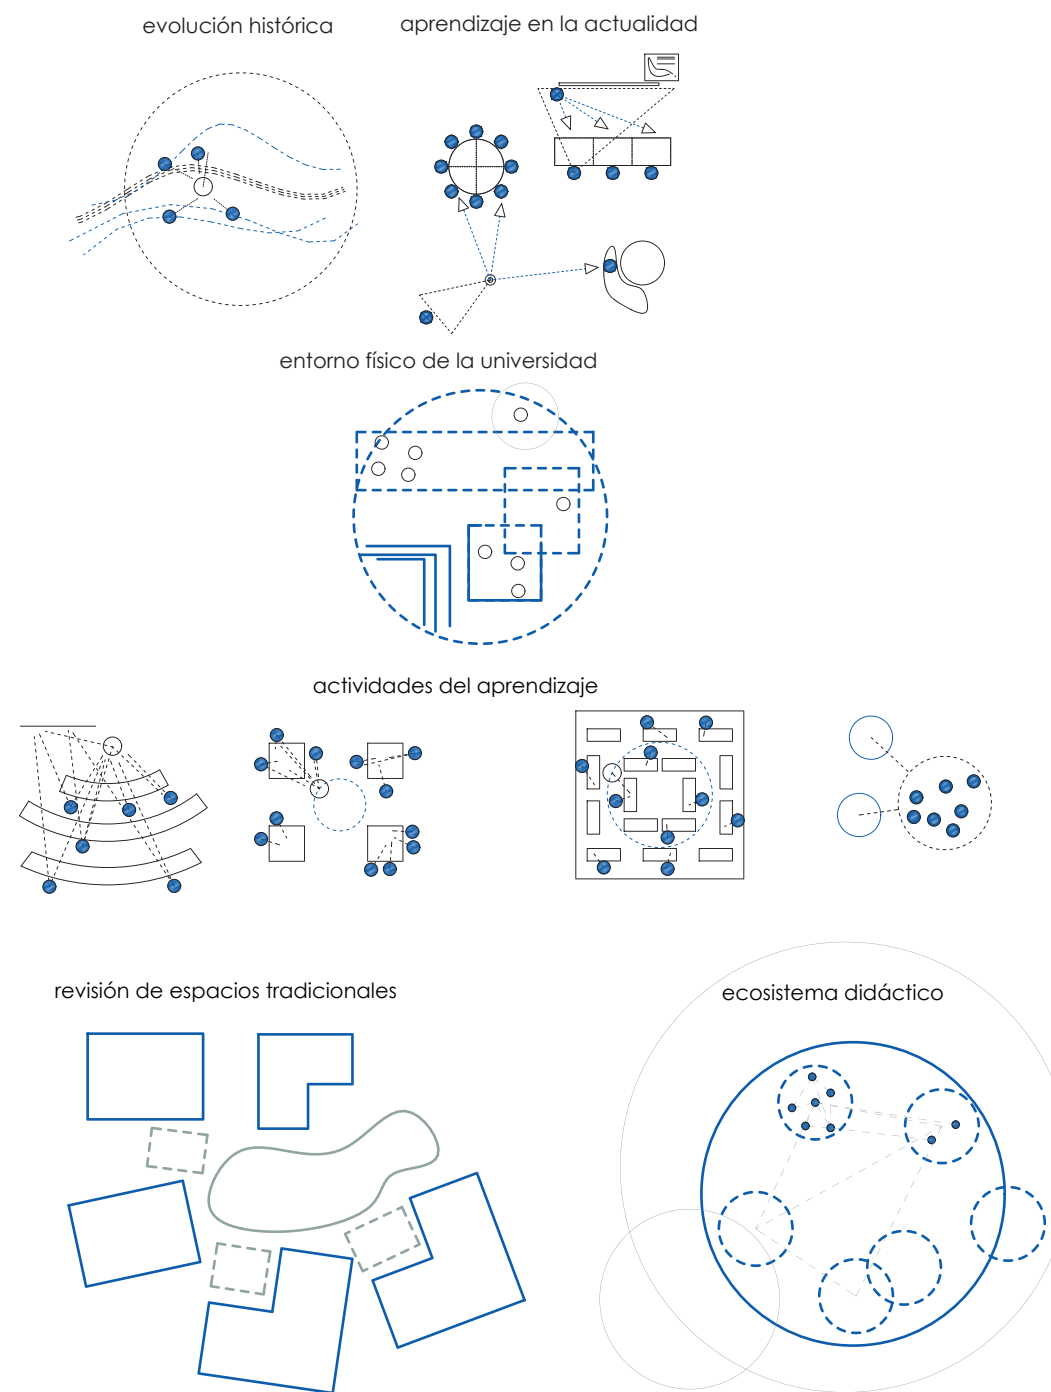 evolución histórica
aprendizaje en la actualidad
entorno físico de la universidad
actividades del aprendizaje
revisión de espacios tradicionales
ecosistema didáctico